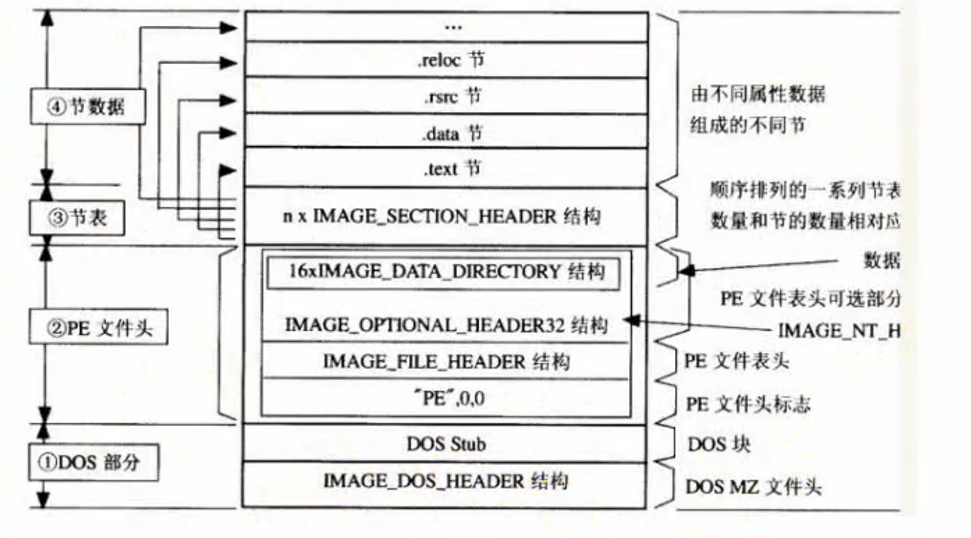 ...
.reloc 节
.rsrc 节
④节数据
由不同属性数据
组成的不同节
.data 节
.text 节
③节表
n x IMAGE_SECTION_HEADER 结构
顺序排列的一系列节表
数量和节的数量相对应
16xIMAGE_DATA_DIRECTORY 结构
数据
PE 文件表头可选部分
②PE 文件头
IMAGE_OPTIONAL_HEADER32 结构
IMAGE_NT_H
IMAGE_FILE_HEADER 结构
PE 文件表头
"PE",0,0
PE 文件头标志
DOS Stub
DOS 块
①DOS 部分
IMAGE_DOS_HEADER 结构
DOS MZ 文件头